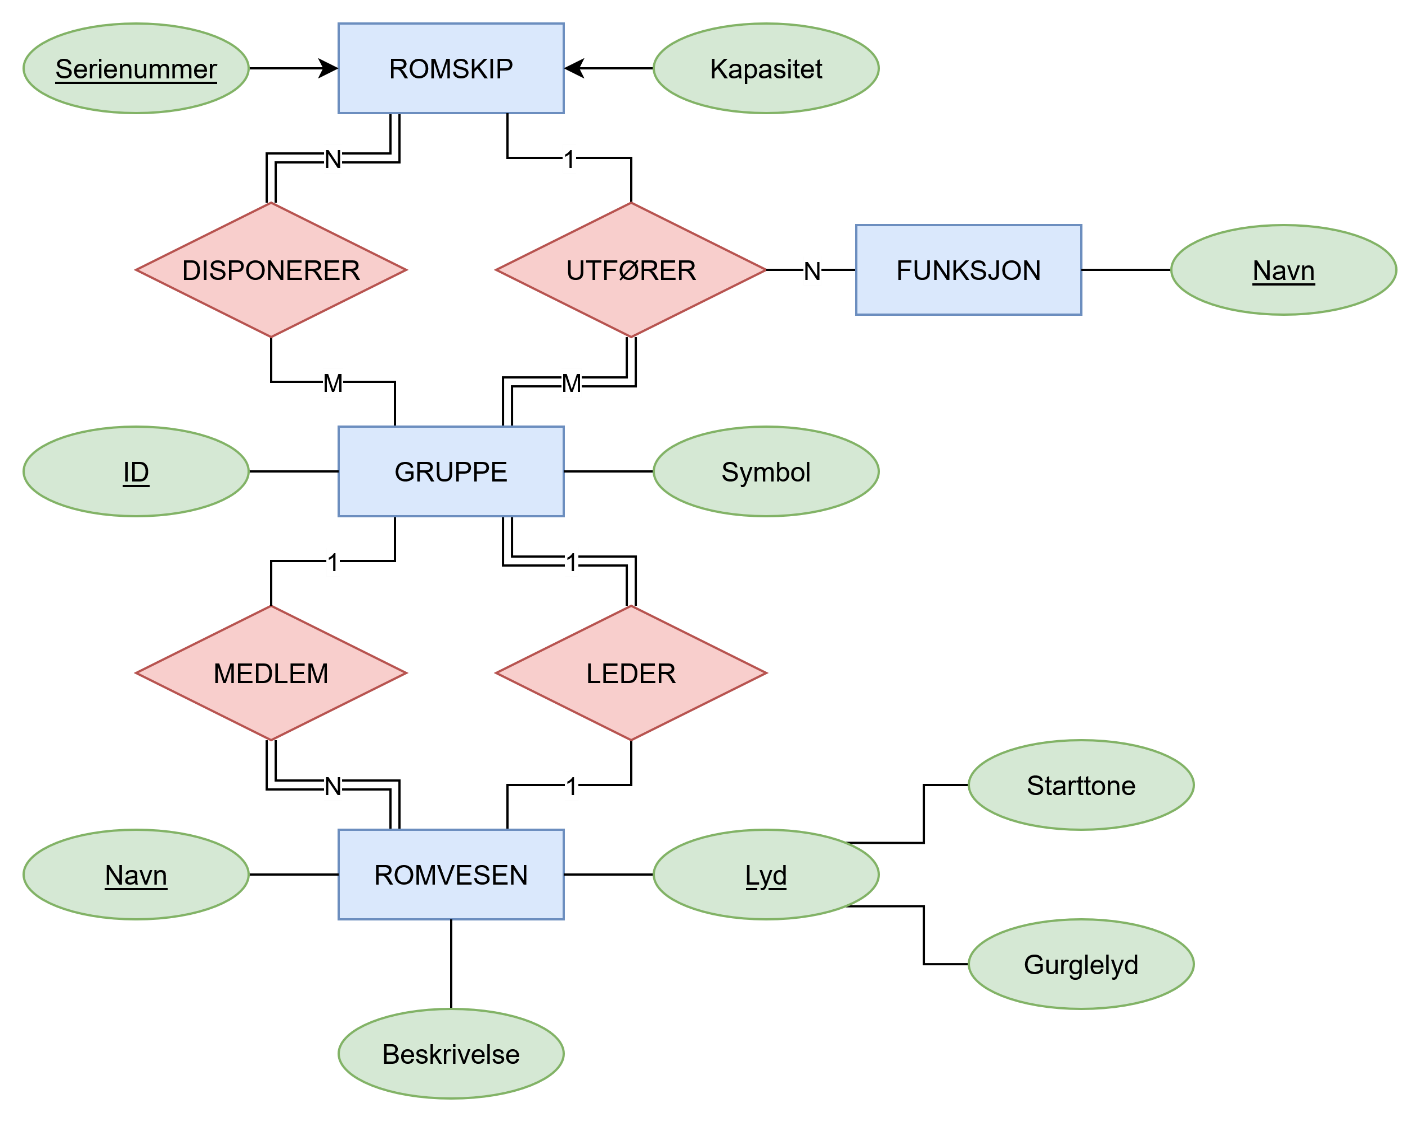 Serienummer
ROMSKIP
Kapasitet
N
1
DISPONERER
UTFØRER
N
FUNKSJON
Navn
M
M
ID
GRUPPE
Symbol
1
1
MEDLEM
LEDER
N
1
Starttone
Navn
ROMVESEN
Lyd
Gurglelyd
Beskrivelse